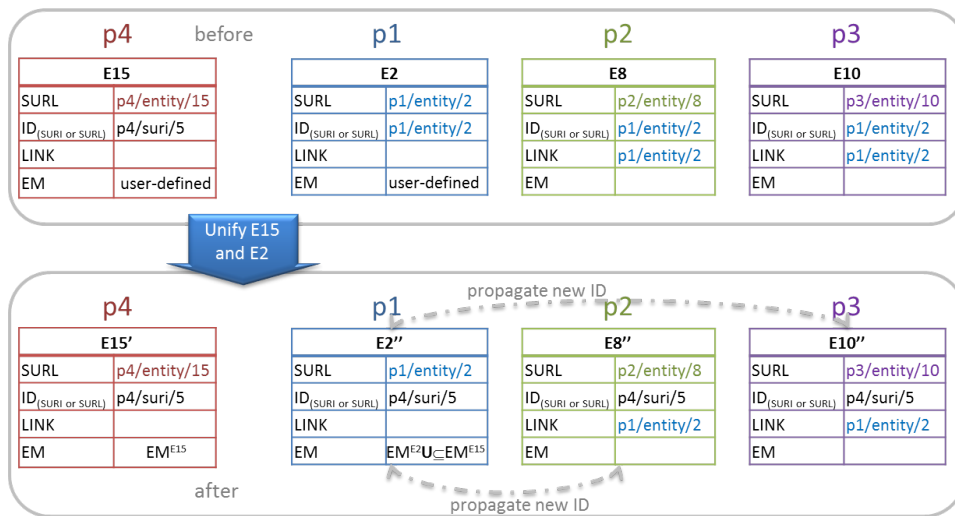 p4 before p1 p2 p3
E15
SURL p4/entity/15
ID(SURI or SURL) p4/suri/5
LINK
EM user-defined
E2
SURL p1/entity/2
ID(SURI or SURL) p1/entity/2
LINK
EM user-defined
E8
SURL p2/entity/8
ID(SURI or SURL) p1/entity/2
LINK p1/entity/2
EM
E10
SURL p3/entity/10
ID(SURI or SURL) p1/entity/2
LINK p1/entity/2
EM
Unify E15
and E2
propagate new ID
p4 p1 p2 p3
E15’
SURL p4/entity/15
ID(SURI or SURL) p4/suri/5
LINK
EM EM^E15
E2’’
SURL p1/entity/2
ID(SURI or SURL) p4/suri/5
LINK
EM EM^E2U⊆EM^E15
E8’’
SURL p2/entity/8
ID(SURI or SURL) p4/suri/5
LINK p1/entity/2
EM
E10’’
SURL p3/entity/10
ID(SURI or SURL) p4/suri/5
LINK p1/entity/2
EM
after
propagate new ID